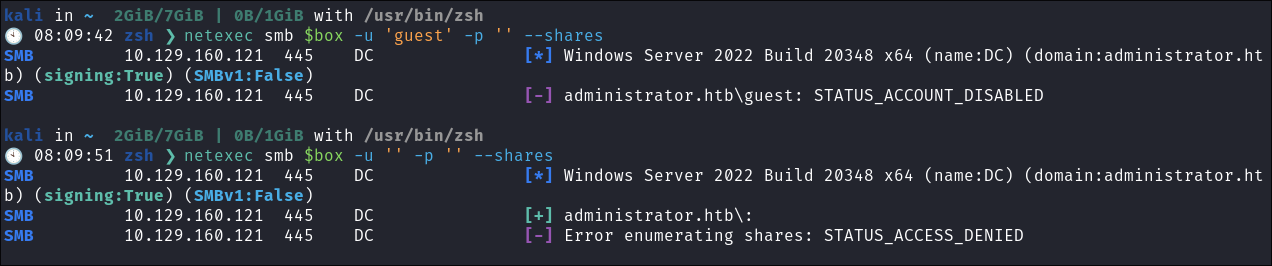 kali in ~  2GiB/7GiB | 0B/1GiB with /usr/bin/zsh
🕙 08:09:42 zsh ❯ netexec smb $box -u 'guest' -p '' --shares
SMB         10.129.160.121  445    DC               [*] Windows Server 2022 Build 20348 x64 (name:DC) (domain:administrator.ht
b) (signing:True) (SMBv1:False)
SMB         10.129.160.121  445    DC               [-] administrator.htb\guest: STATUS_ACCOUNT_DISABLED
kali in ~  2GiB/7GiB | 0B/1GiB with /usr/bin/zsh
🕙 08:09:51 zsh ❯ netexec smb $box -u '' -p '' --shares
SMB         10.129.160.121  445    DC               [*] Windows Server 2022 Build 20348 x64 (name:DC) (domain:administrator.ht
b) (signing:True) (SMBv1:False)
SMB         10.129.160.121  445    DC               [+] administrator.htb\:
SMB         10.129.160.121  445    DC               [-] Error enumerating shares: STATUS_ACCESS_DENIED